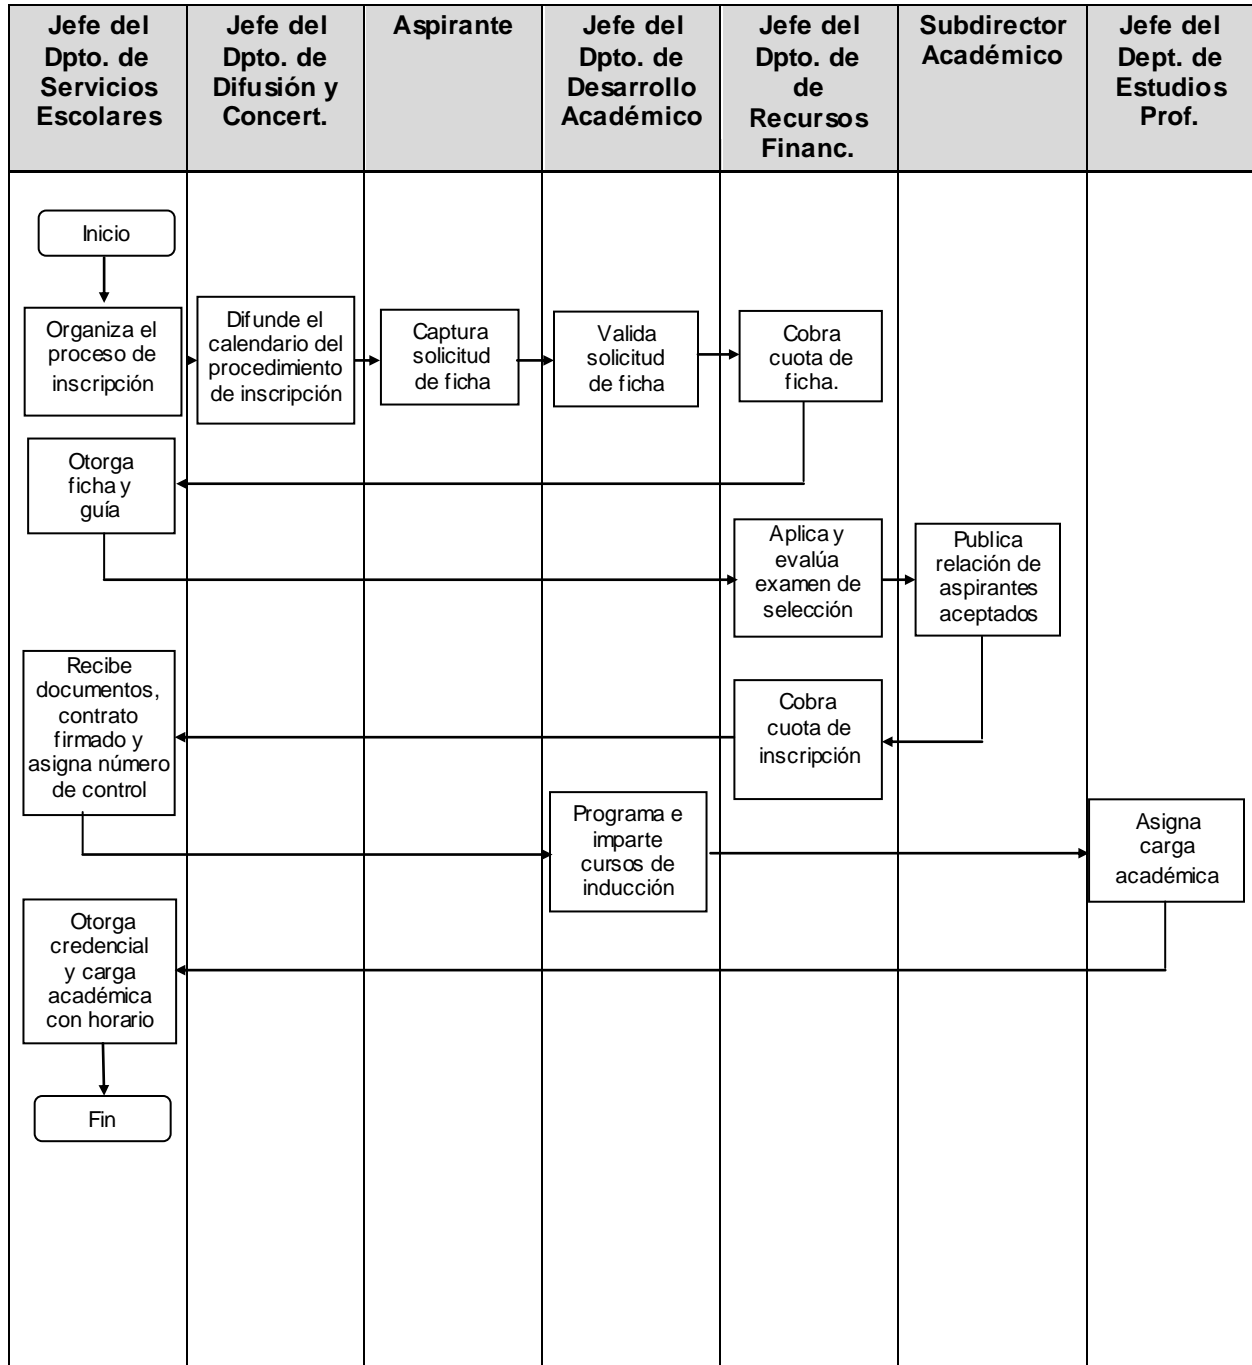 Jefe del
Dpto. de
Servicios
Escolares
Jefe del
Dpto. de
Difusión y
Concert.
Aspirante
Jefe del
Dpto. de
Desarrollo
Académico
Jefe del
Dpto. de
de
Recursos
Financ.
Subdirector
Académico
Jefe del
Dept. de
Estudios
Prof.
Inicio
Organiza el
proceso de
inscripción
Difunde el
calendario del
procedimiento
de inscripción
Captura
solicitud
de ficha
Valida
solicitud
de ficha
Cobra
cuota de
ficha.
Otorga
ficha y
guía
Aplica y
evalúa
examen de
selección
Publica
relación de
aspirantes
aceptados
Recibe
documentos,
contrato
firmado y
asigna número
de control
Cobra
cuota de
inscripción
Programa e
imparte
cursos de
inducción
Asigna
carga
académica
Otorga
credencial
y carga
académica
con horario
Fin